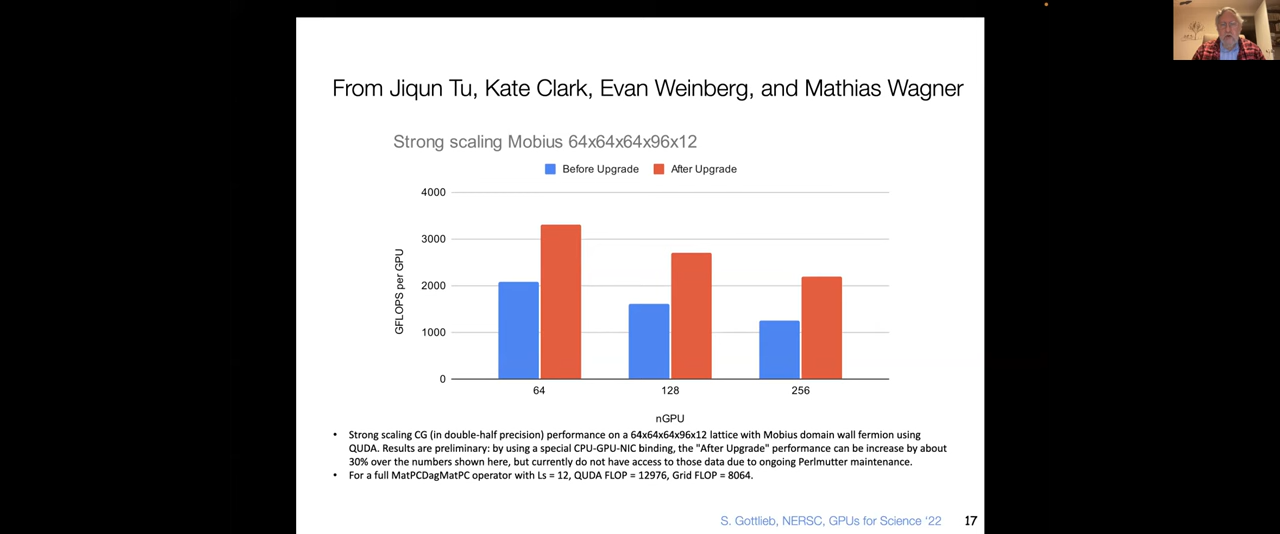 From Jiqun Tu, Kate Clark, Evan Weinberg, and Mathias Wagner
Strong scaling Mobius 64x64x64x96x12
Before Upgrade After Upgrade
4000
3000
2000
1000
0
GFLOPS per GPU
64 128 256
nGPU
• Strong scaling CG (in double-half precision) performance on a 64x64x64x96x12 lattice with Mobius domain wall fermion using
QUDA. Results are preliminary: by using a special CPU-GPU-NIC binding, the "After Upgrade" performance can be increase by about
30% over the numbers shown here, but currently do not have access to those data due to ongoing Perlmutter maintenance.
• For a full MatPCDagMatPC operator with Ls = 12, QUDA FLOP = 12976, Grid FLOP = 8064.
S. Gottlieb, NERSC, GPUs for Science ‘22 17